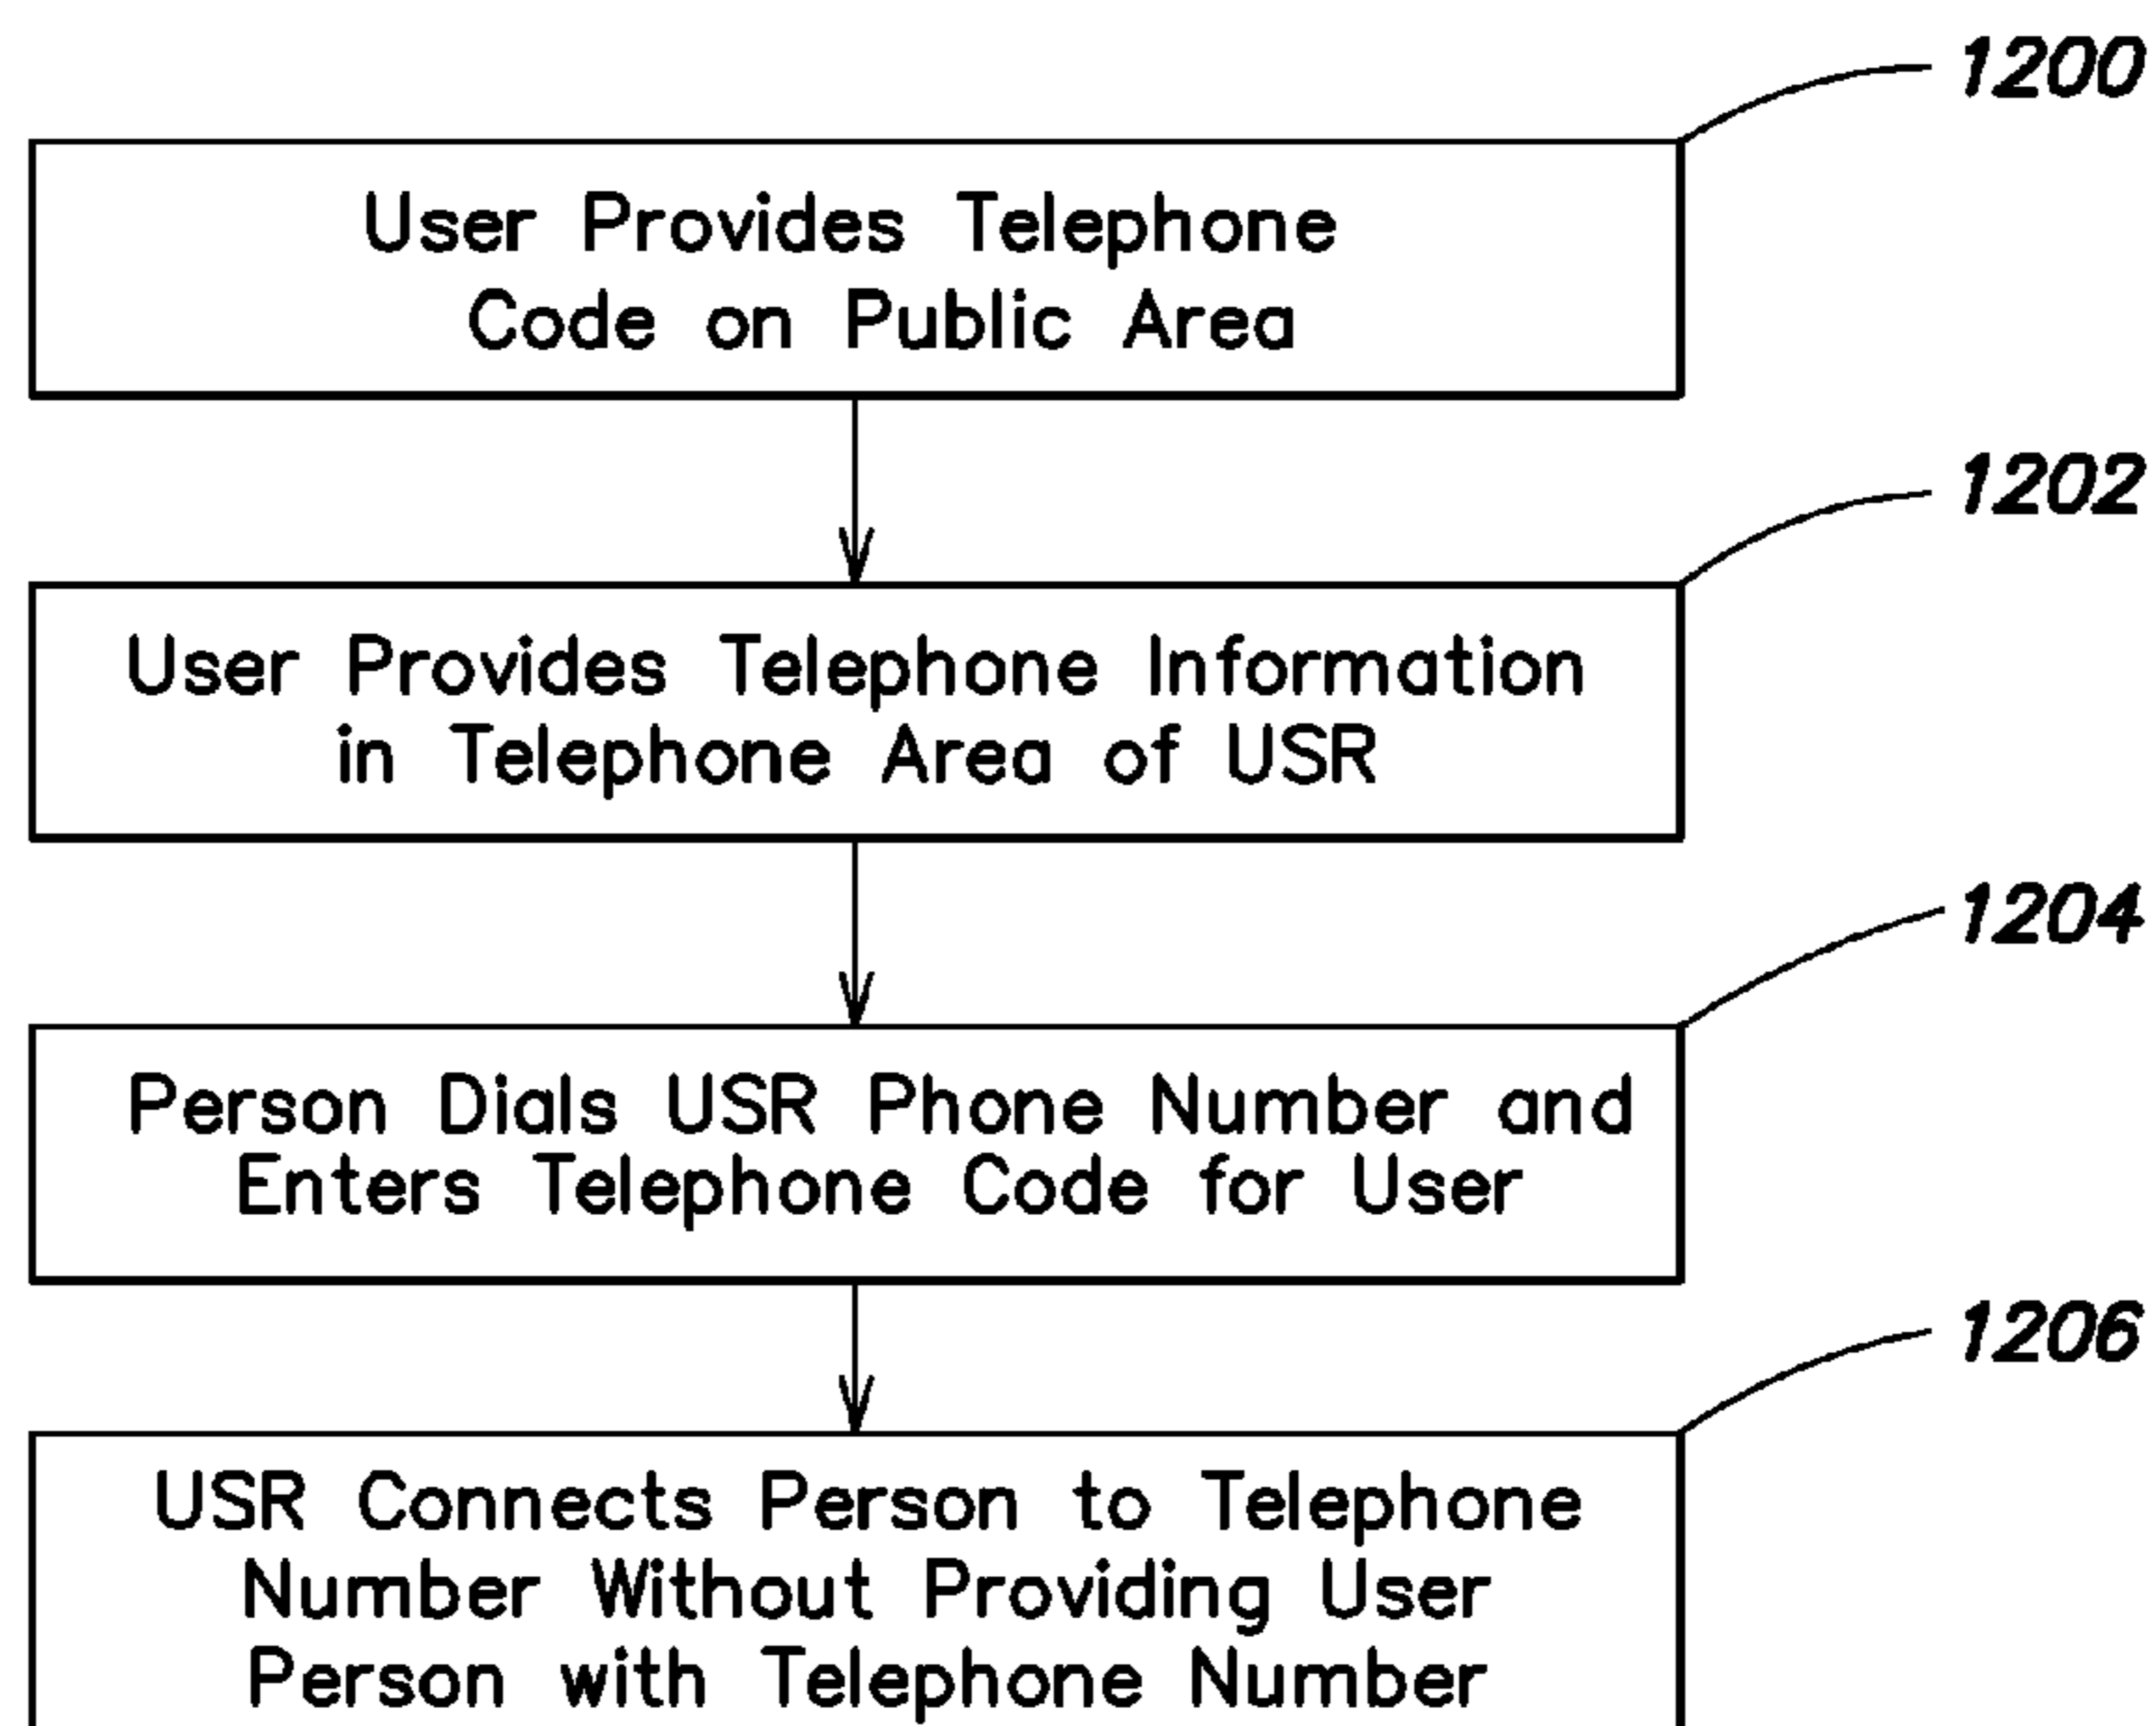 1200
User Provides Telephone
Code on Public Area
1202
User Provides Telephone Information
in Telephone Area of USR
1204
Person Dials USR Phone Number and
Enters Telephone Code for User
1206
USR Connects Person to Telephone
Number Without Providing User
Person with Telephone Number